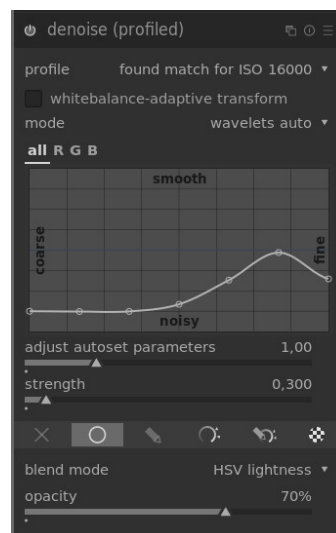 denoise (profiled)
profile found match for ISO 16000
whitebalance-adaptive transform
mode wavelets auto
all R G B
smooth
coarse
fine
noisy
adjust autoset parameters 1,00
strength 0,300
blend mode HSV lightness
opacity 70%